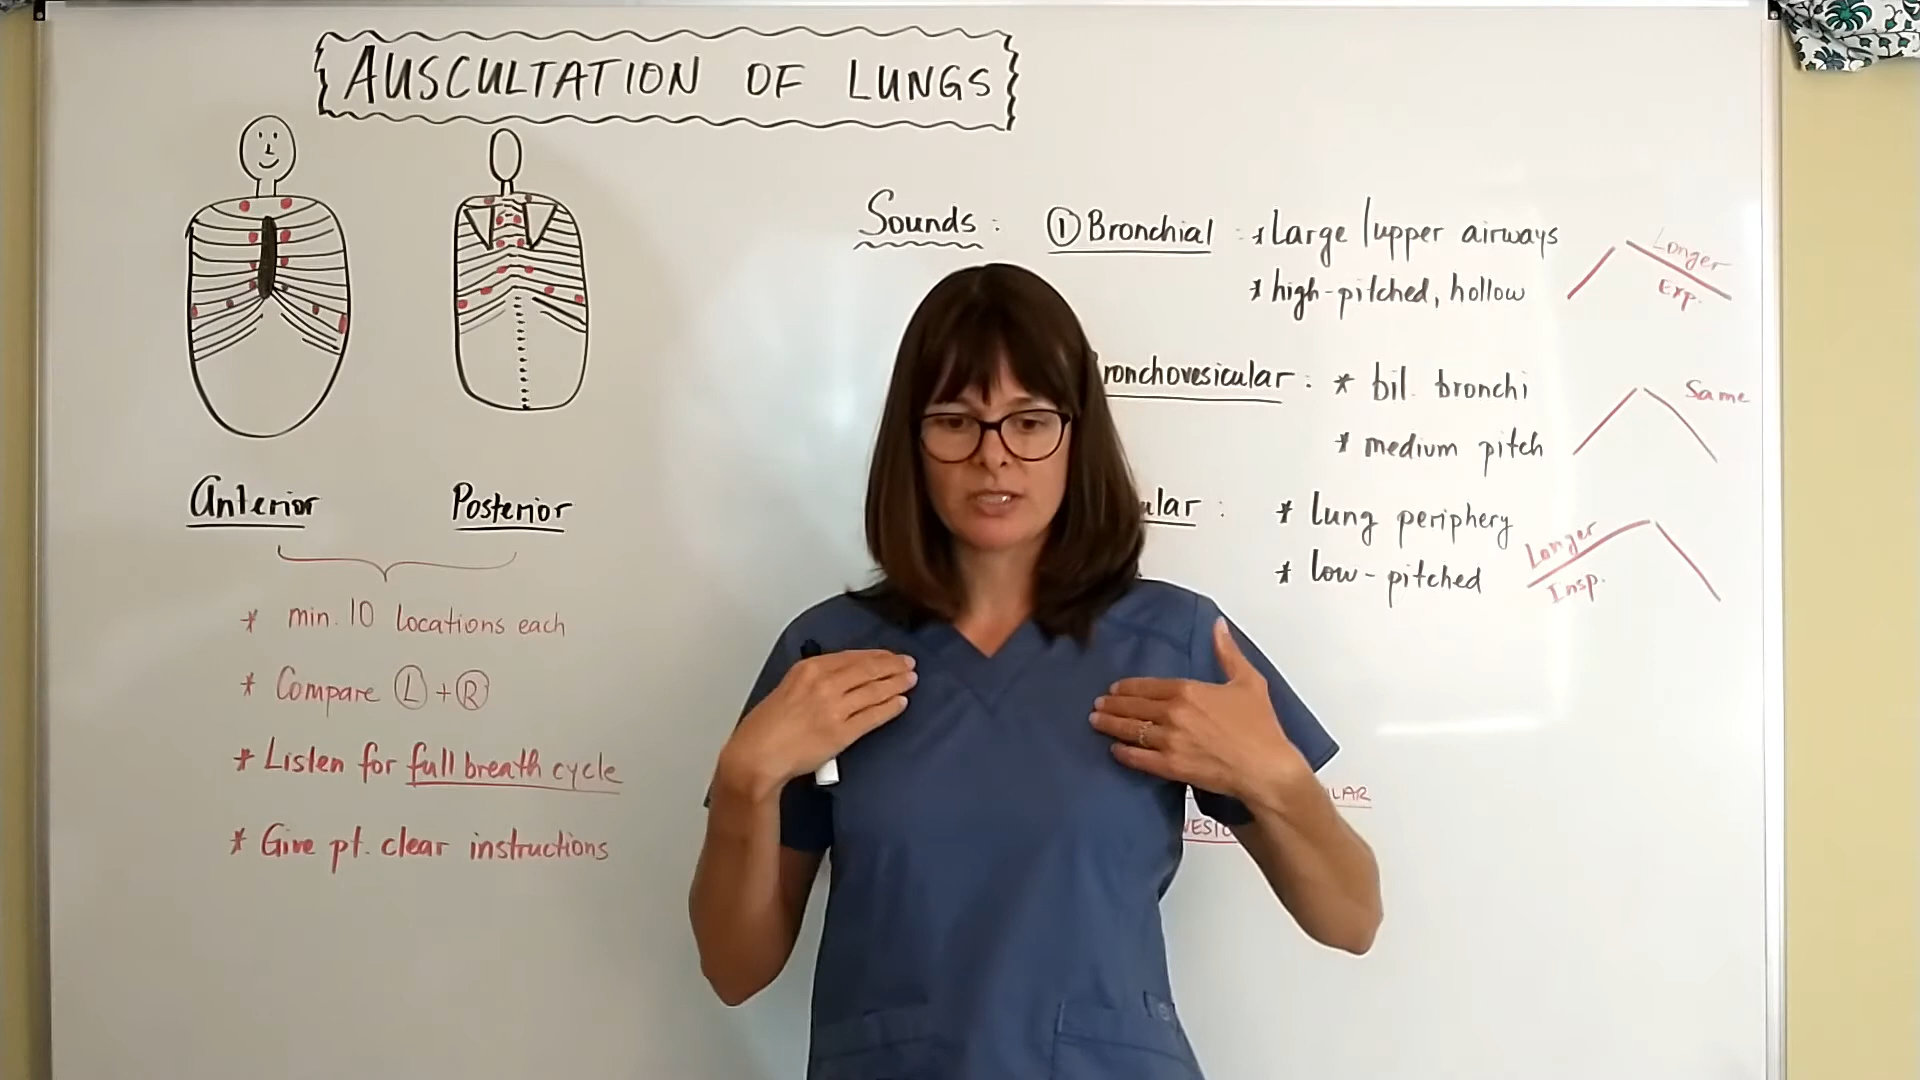 AUSCULTATION OF LUNGS
Anterior
Posterior
* min. 10 locations each
* Compare L + R
* Listen for full breath cycle
* Give pt. clear instructions
Sounds :
① Bronchial : * Large / upper airways
* high-pitched, hollow
Longer
Exp.
ronchovesicular : * bil. bronchi
* medium pitch
Same
ular : * lung periphery
* low-pitched
Longer
Insp.
LAR